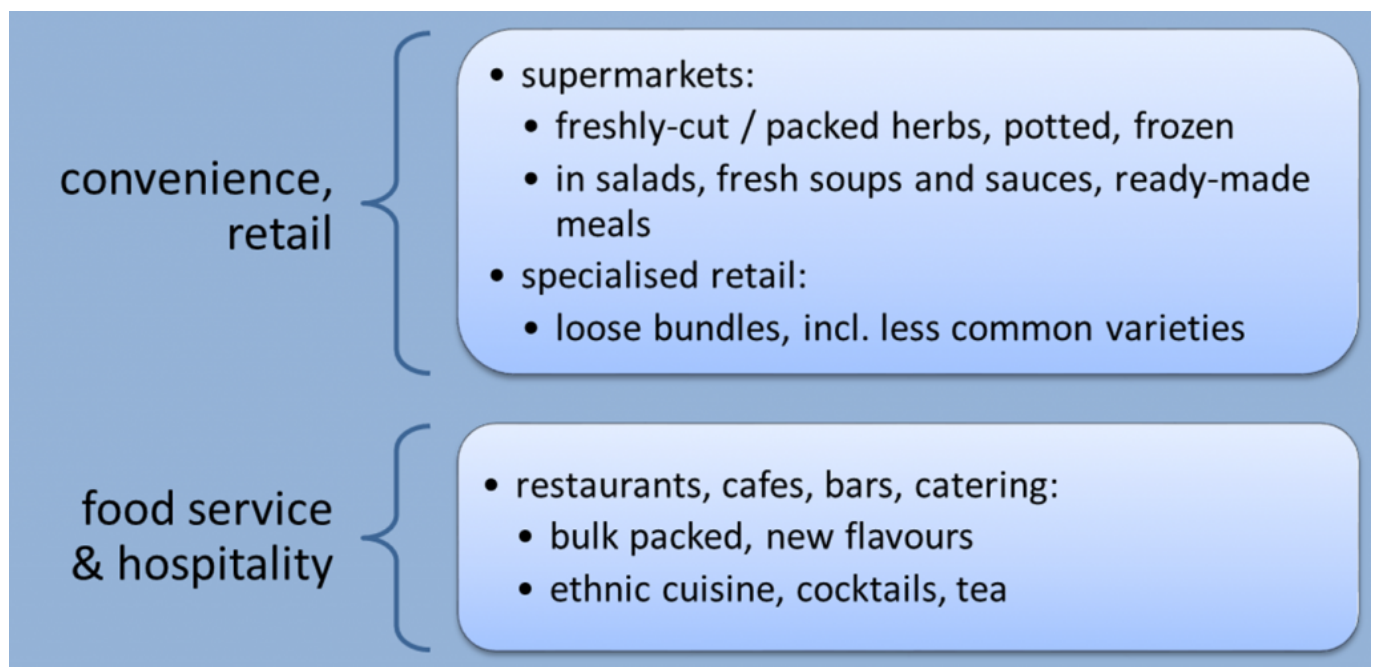 convenience,
retail
• supermarkets:
• freshly-cut / packed herbs, potted, frozen
• in salads, fresh soups and sauces, ready-made
meals
• specialised retail:
• loose bundles, incl. less common varieties
food service
& hospitality
• restaurants, cafes, bars, catering:
• bulk packed, new flavours
• ethnic cuisine, cocktails, tea